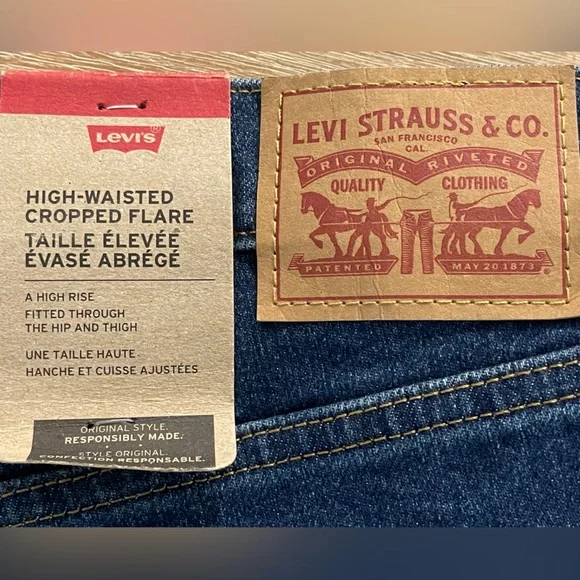 Levi's
HIGH-WAISTED
CROPPED FLARE
TAILLE ÉLEVÉE
ÉVASÉ ABRÉGÉ
A HIGH RISE
FITTED THROUGH
THE HIP AND THIGH
UNE TAILLE HAUTE
HANCHE ET CUISSE AJUSTÉES
ORIGINAL STYLE.
RESPONSIBLY MADE.
STYLE ORIGINAL.
CONFECTION RESPONSABLE.
LEVI STRAUSS & CO.
SAN FRANCISCO
CAL.
ORIGINAL RIVETED
QUALITY CLOTHING
PATENTED MAY 20 1873